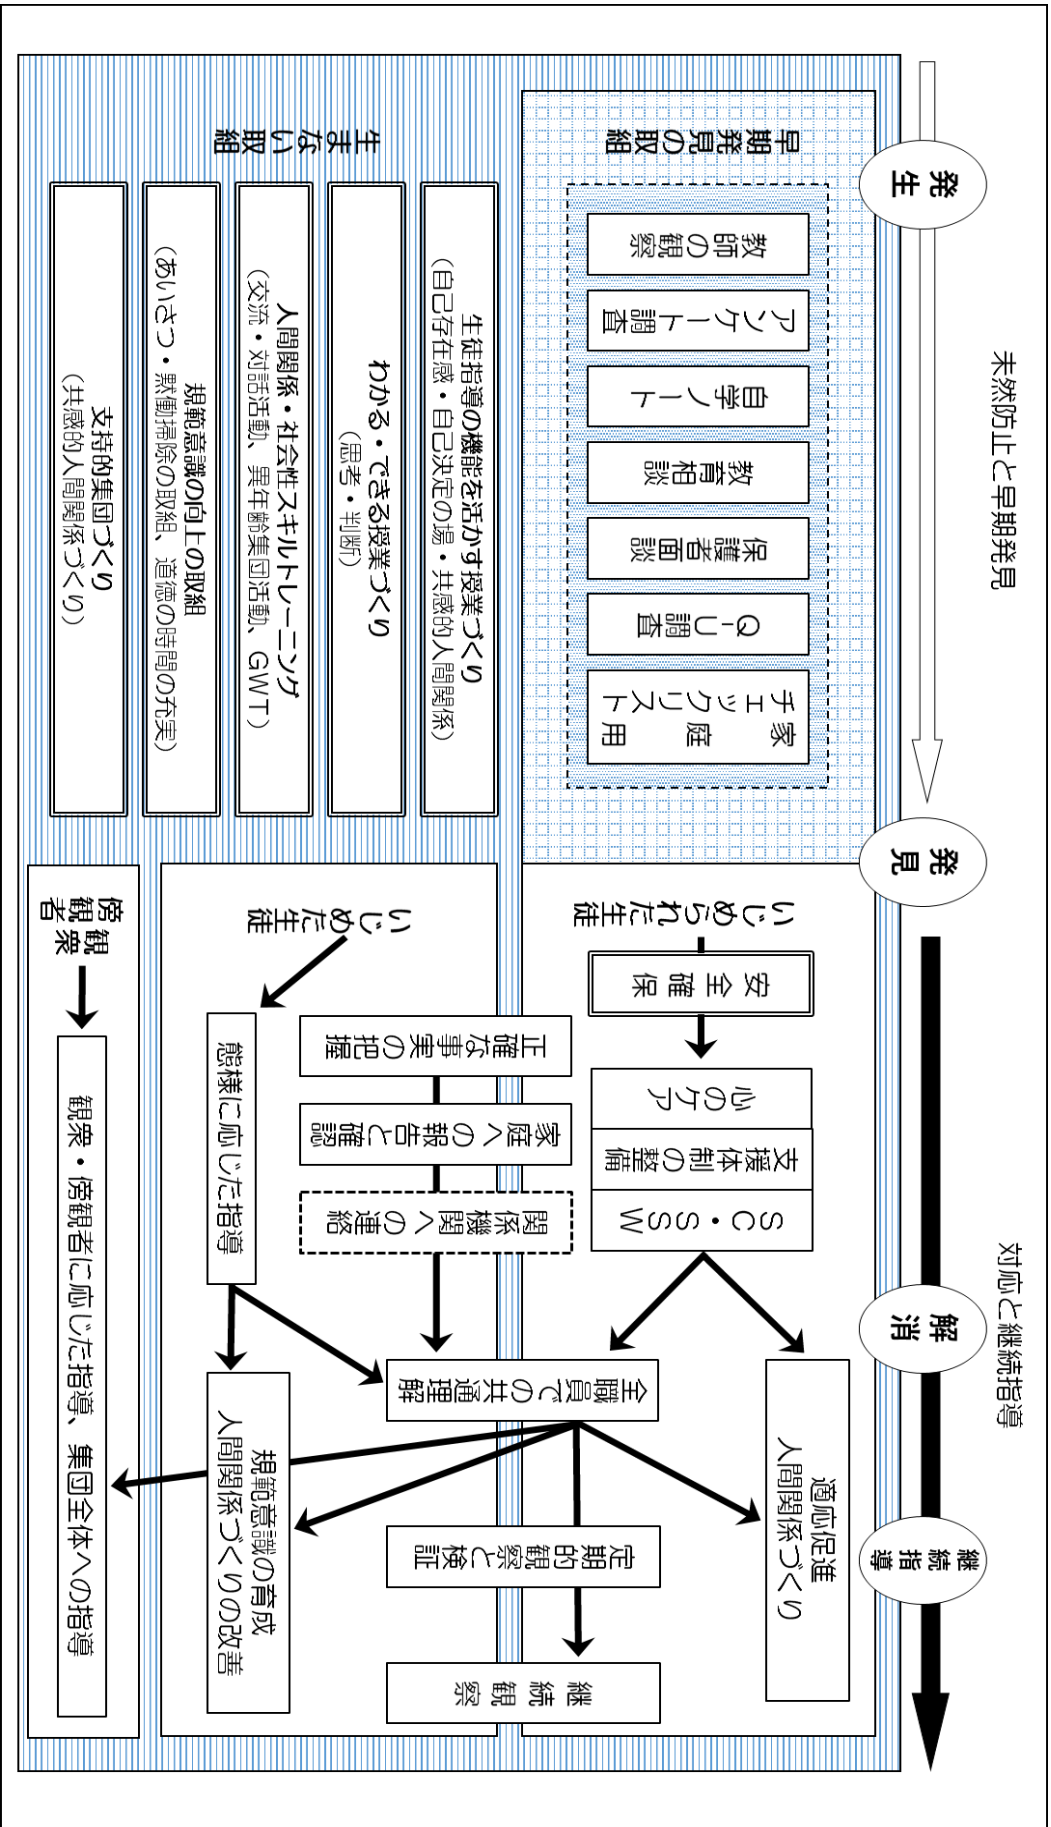 未然防止と早期発見
対応と継続指導
発生
発見
解消
継続指導
早期発見の取組
教師の観察
アンケート調査
自学ノート
教育相談
保護者面談
Q-U調査
家庭用
チェックリスト
生まない取組
生徒指導の機能を活かす授業づくり
(自己存在感・自己決定の場・共感的人間関係)
わかる・できる授業づくり
(思考・判断)
人間関係・社会性スキルトレーニング
(交流・対話活動、異年齢集団活動、GWT)
規範意識の向上の取組
(あいさつ・黙働掃除の取組、道徳の時間の充実)
支持的集団づくり
(共感的人間関係づくり)
いじめられた生徒
安全確保
心のケア
支援体制の整備
SC・SSW
適応促進
人間関係づくり
正確な事実の把握
家庭への報告と確認
関係機関への連絡
全職員での共通理解
定期的観察と検証
継続観察
いじめた生徒
態様に応じた指導
規範意識の育成
人間関係づくりの改善
観衆
傍観者
観衆・傍観者に応じた指導、集団全体への指導